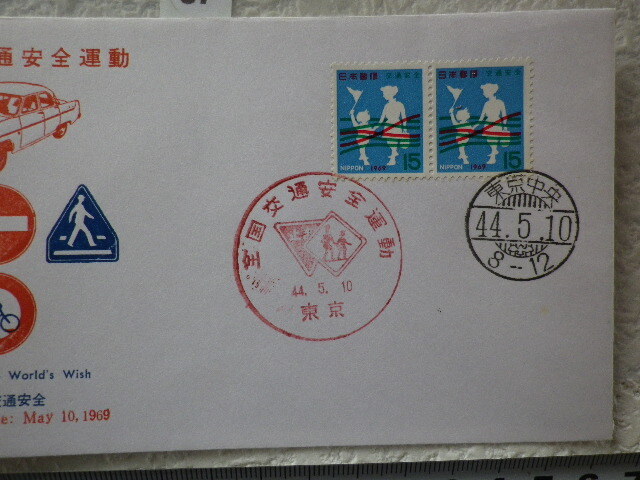 通安全運動
日本郵便 交通安全
NIPPON 1969 15
日本郵便 交通安全
NIPPON 1969 15
全国交通安全運動
44.5.10
東京
東京中央
44.5.10
8-12
World's Wish
交通安全
e: May 10,1969